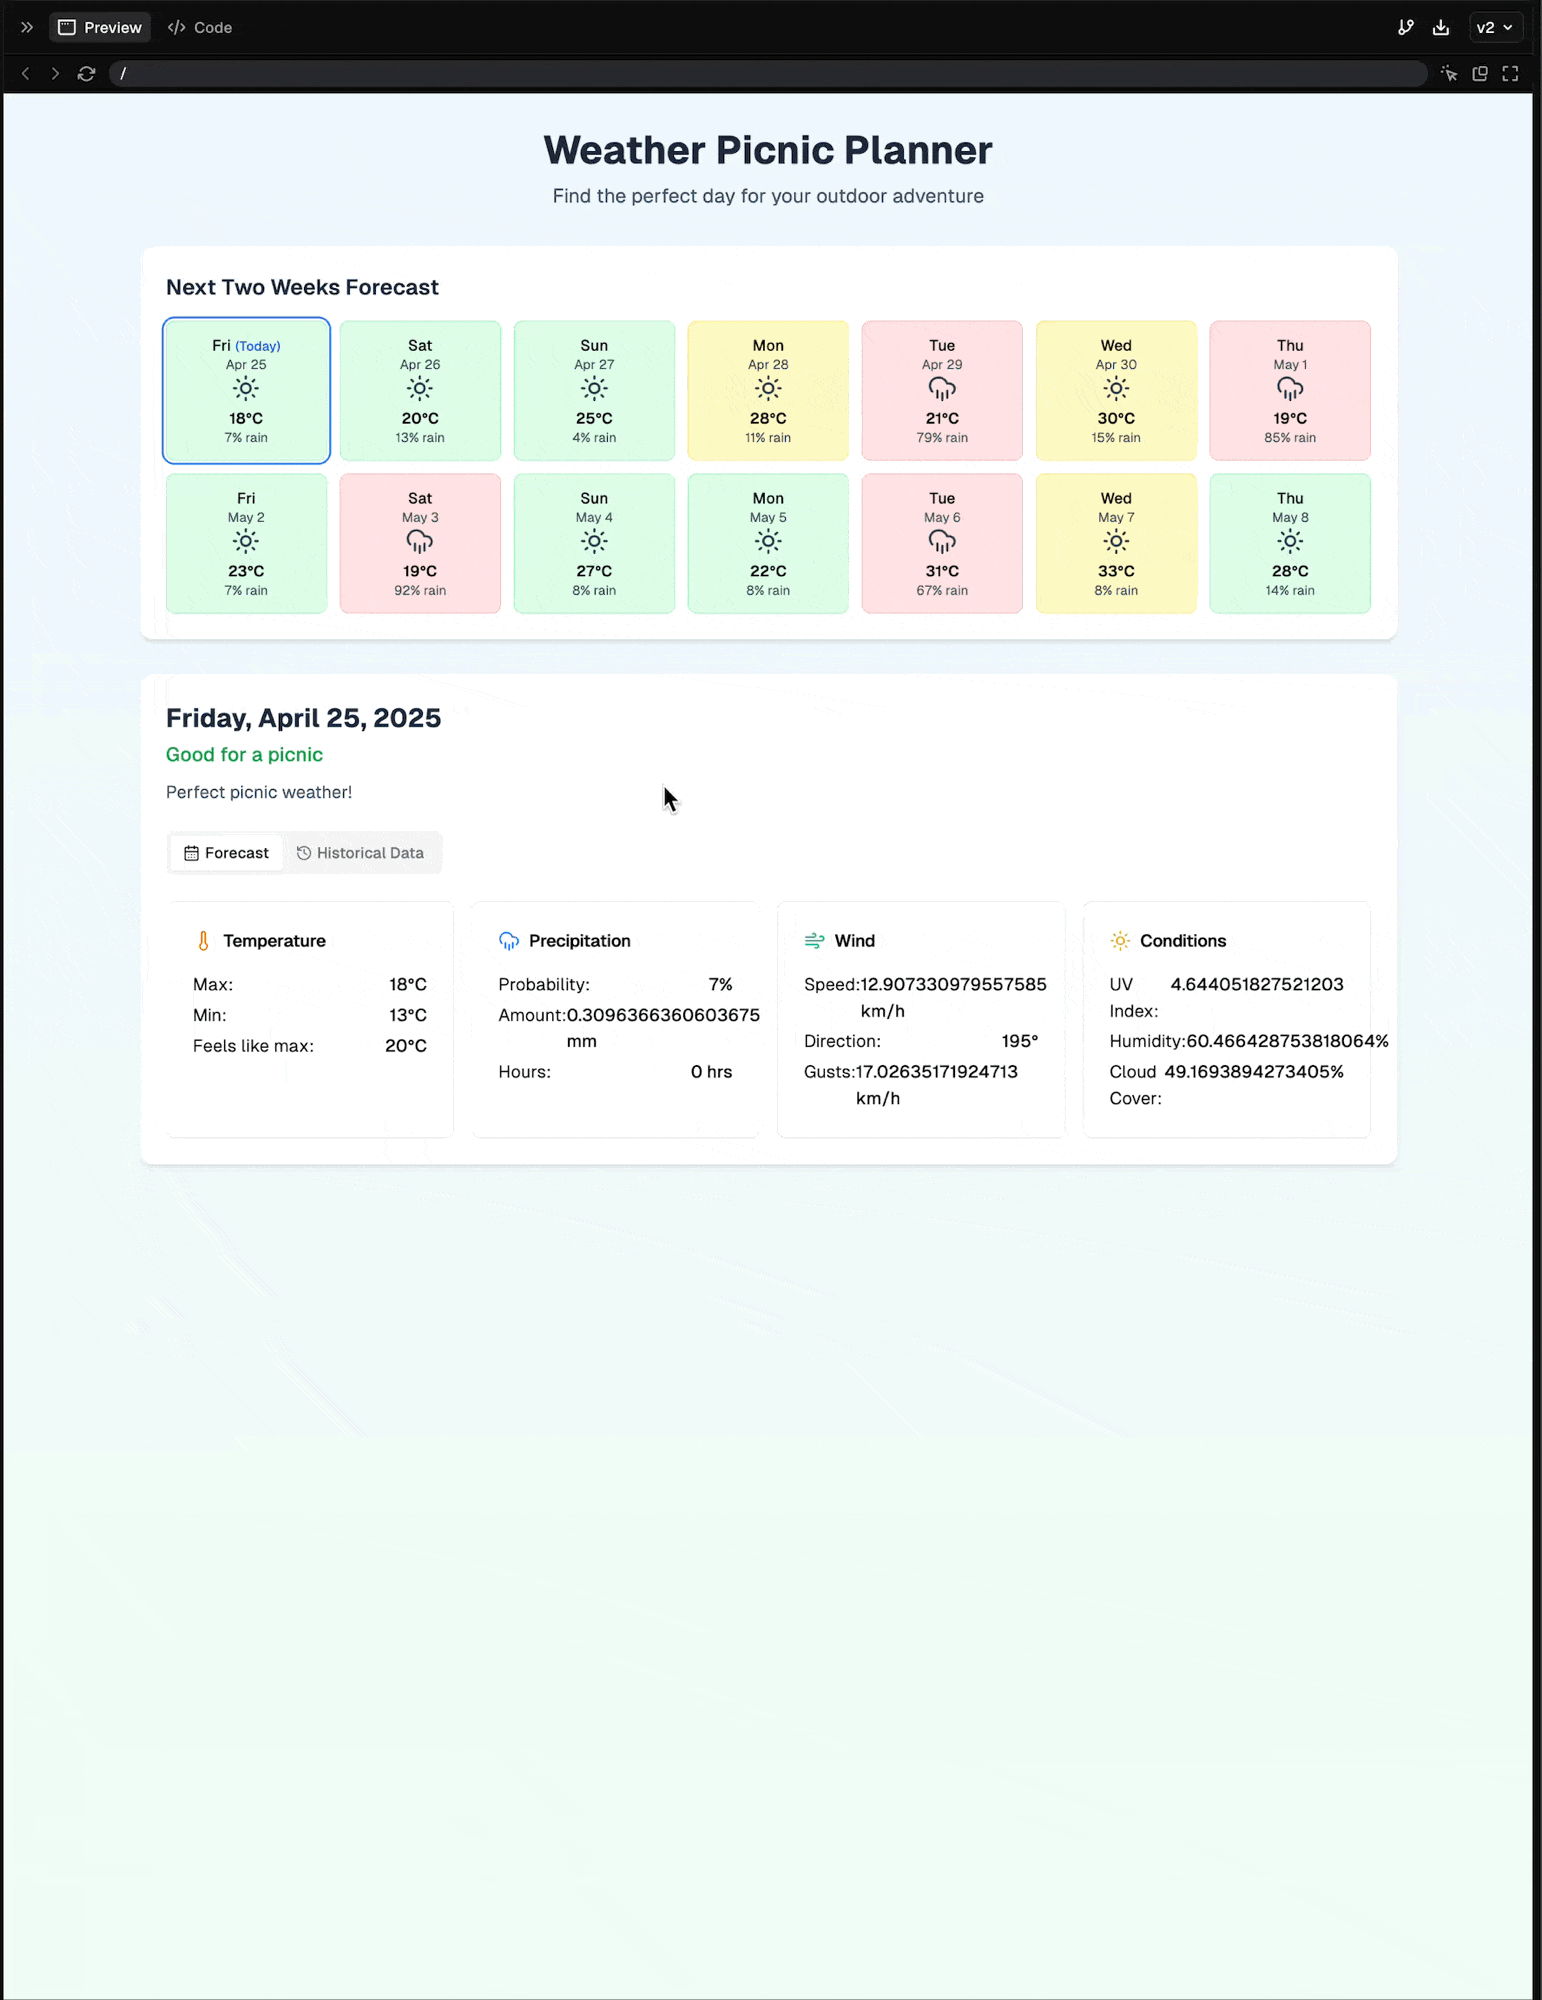 Preview
Code
v2
/
Weather Picnic Planner
Find the perfect day for your outdoor adventure
Next Two Weeks Forecast
Fri (Today)
Apr 25
18°C
7% rain
Sat
Apr 26
20°C
13% rain
Sun
Apr 27
25°C
4% rain
Mon
Apr 28
28°C
11% rain
Tue
Apr 29
21°C
79% rain
Wed
Apr 30
30°C
15% rain
Thu
May 1
19°C
85% rain
Fri
May 2
23°C
7% rain
Sat
May 3
19°C
92% rain
Sun
May 4
27°C
8% rain
Mon
May 5
22°C
8% rain
Tue
May 6
31°C
67% rain
Wed
May 7
33°C
8% rain
Thu
May 8
28°C
14% rain
Friday, April 25, 2025
Good for a picnic
Perfect picnic weather!
Forecast
Historical Data
Temperature
Max: 18°C
Min: 13°C
Feels like max: 20°C
Precipitation
Probability: 7%
Amount:0.3096366360603675
mm
Hours: 0 hrs
Wind
Speed:12.907330979557585
km/h
Direction: 195°
Gusts:17.02635171924713
km/h
Conditions
UV 4.644051827521203
Index:
Humidity:60.466428753818064%
Cloud 49.1693894273405%
Cover: